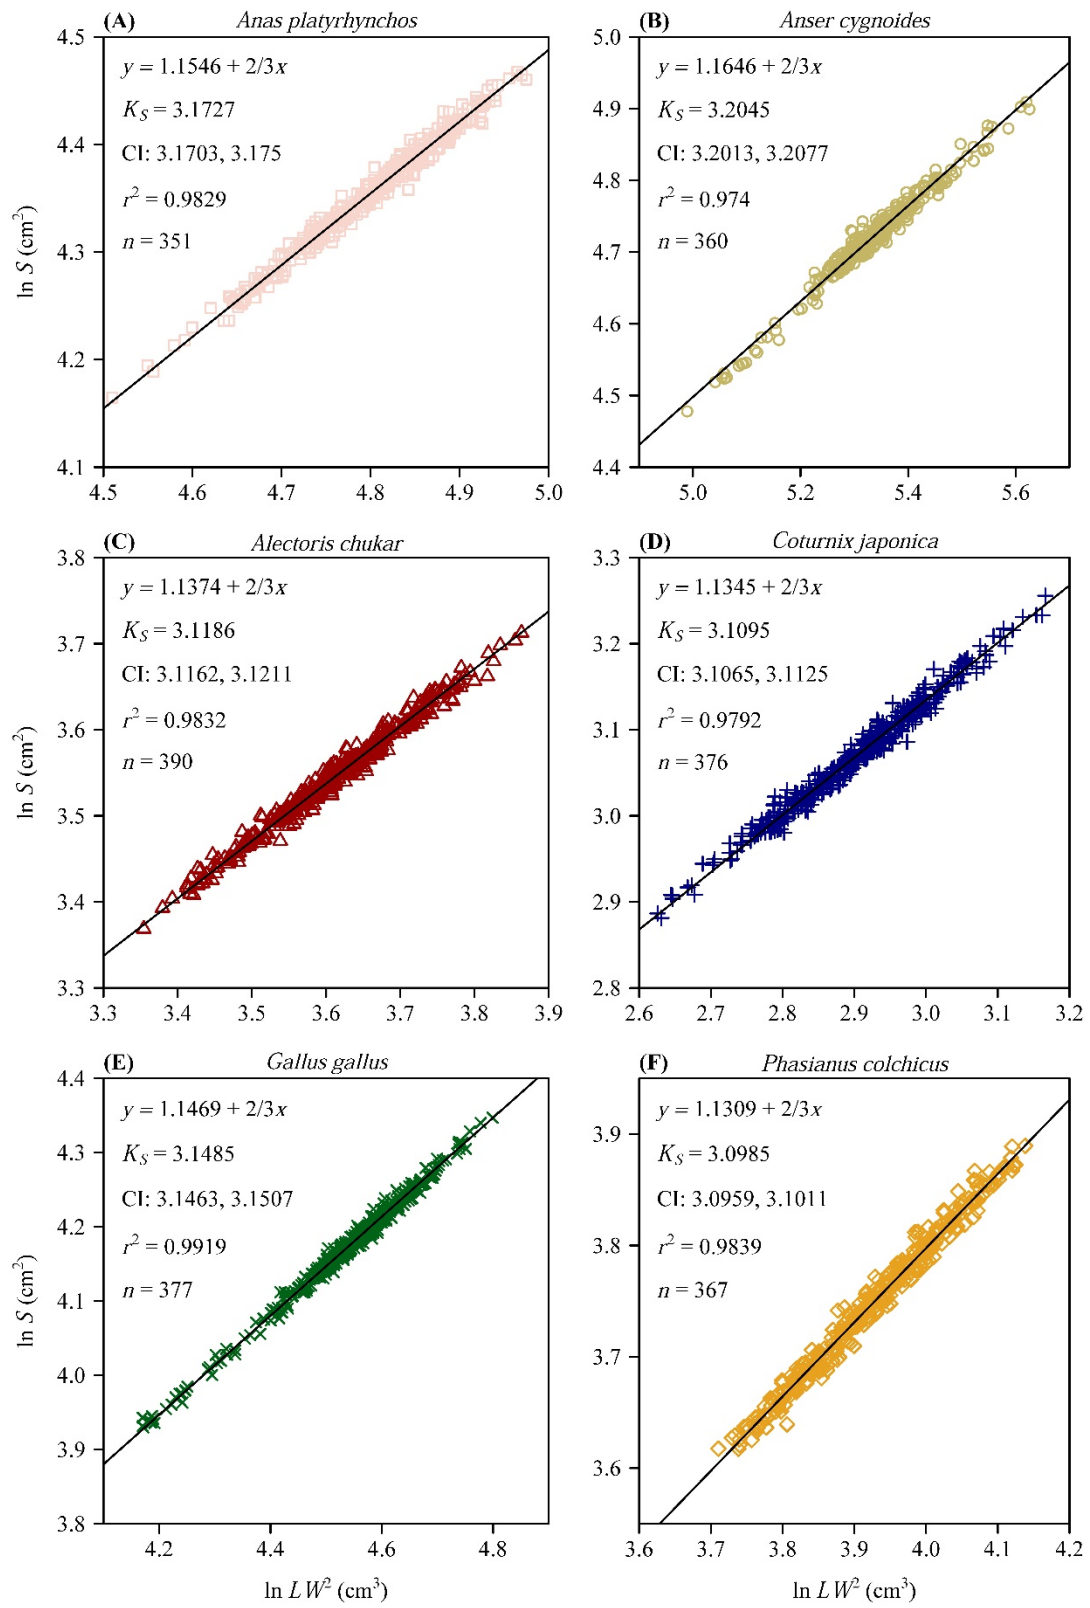 (A) Anas platyrhynchos
y = 1.1546 + 2/3x
K_S = 3.1727
CI: 3.1703, 3.175
r² = 0.9829
n = 351
ln S (cm²)
4.5
4.4
4.3
4.2
4.1
4.5 4.6 4.7 4.8 4.9 5.0
(B) Anser cygnoides
y = 1.1646 + 2/3x
K_S = 3.2045
CI: 3.2013, 3.2077
r² = 0.974
n = 360
5.0
4.9
4.8
4.7
4.6
4.5
4.4
5.0 5.2 5.4 5.6
(C) Alectoris chukar
y = 1.1374 + 2/3x
K_S = 3.1186
CI: 3.1162, 3.1211
r² = 0.9832
n = 390
ln S (cm²)
3.8
3.7
3.6
3.5
3.4
3.3
3.3 3.4 3.5 3.6 3.7 3.8 3.9
(D) Coturnix japonica
y = 1.1345 + 2/3x
K_S = 3.1095
CI: 3.1065, 3.1125
r² = 0.9792
n = 376
3.3
3.2
3.1
3.0
2.9
2.8
2.6 2.7 2.8 2.9 3.0 3.1 3.2
(E) Gallus gallus
y = 1.1469 + 2/3x
K_S = 3.1485
CI: 3.1463, 3.1507
r² = 0.9919
n = 377
ln S (cm²)
4.4
4.3
4.2
4.1
4.0
3.9
3.8
4.2 4.4 4.6 4.8
ln LW² (cm³)
(F) Phasianus colchicus
y = 1.1309 + 2/3x
K_S = 3.0985
CI: 3.0959, 3.1011
r² = 0.9839
n = 367
3.9
3.8
3.7
3.6
3.6 3.7 3.8 3.9 4.0 4.1 4.2
ln LW² (cm³)